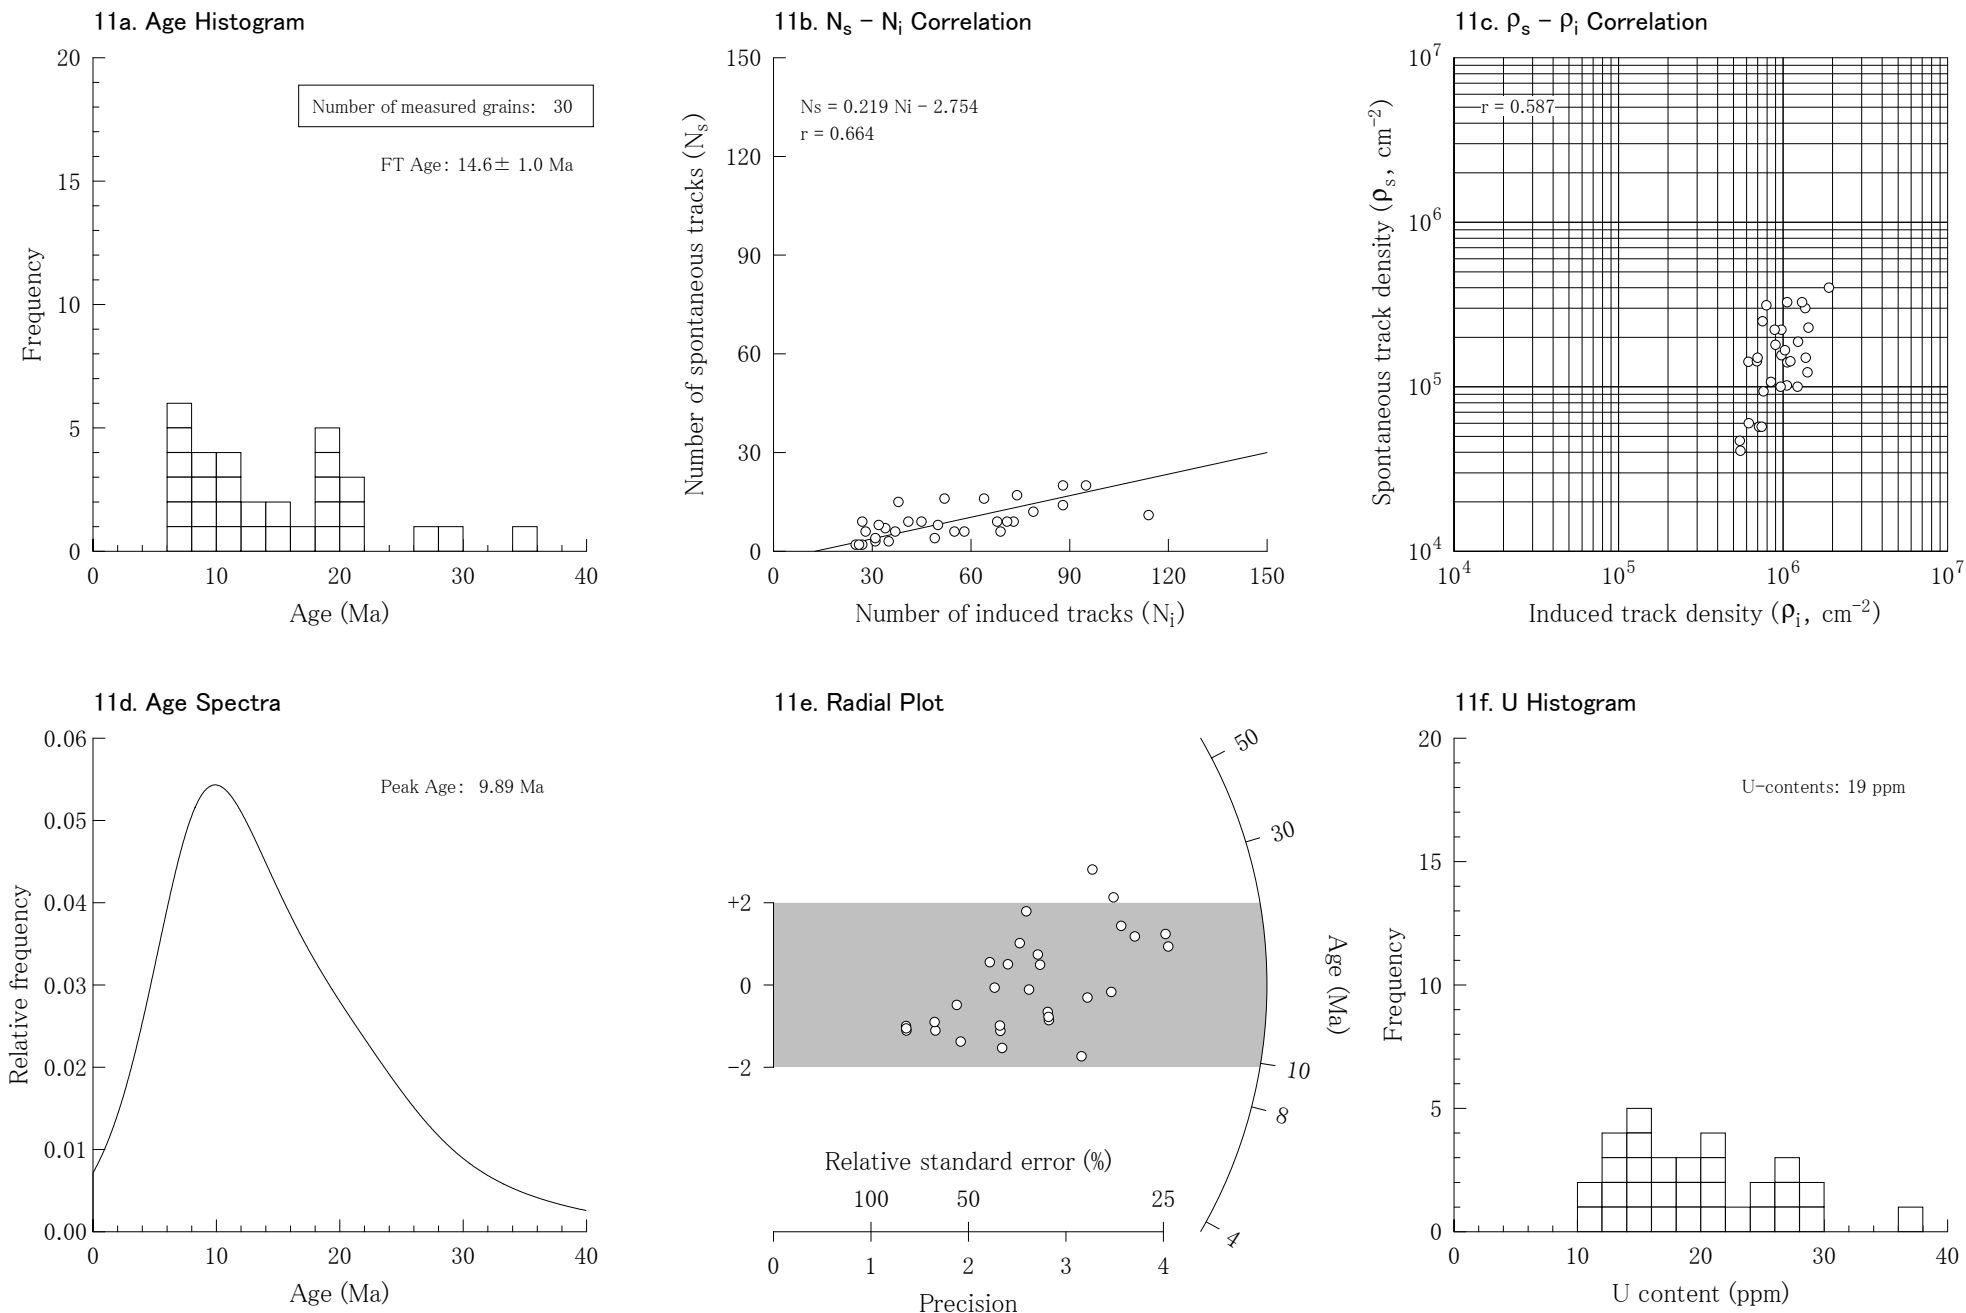 11a. Age Histogram
20
15
10
5
0
Frequency
Number of measured grains: 30
FT Age: 14.6± 1.0 Ma
0 10 20 30 40
Age (Ma)
11b. Ns − Ni Correlation
150
120
90
60
30
0
Number of spontaneous tracks (Ns)
Ns = 0.219 Ni − 2.754
r = 0.664
0 30 60 90 120 150
Number of induced tracks (Ni)
11c. ρs − ρi Correlation
10^7
10^6
10^5
10^4
Spontaneous track density (ρs, cm^−2)
r = 0.587
10^4 10^5 10^6 10^7
Induced track density (ρi, cm^−2)
11d. Age Spectra
0.06
0.05
0.04
0.03
0.02
0.01
0.00
Relative frequency
Peak Age: 9.89 Ma
0 10 20 30 40
Age (Ma)
11e. Radial Plot
+2
0
−2
50
30
10
8
4
Age (Ma)
Relative standard error (%)
100 50 25
0 1 2 3 4
Precision
11f. U Histogram
20
15
10
5
0
Frequency
U−contents: 19 ppm
0 10 20 30 40
U content (ppm)